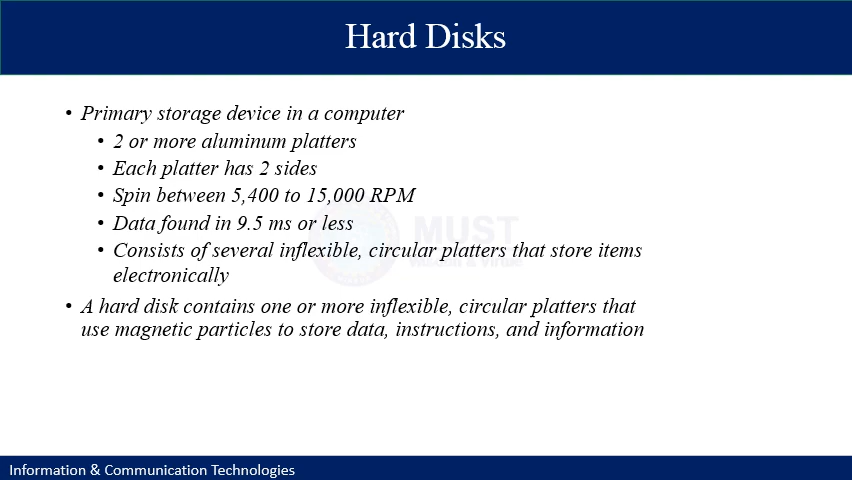 Hard Disks
• Primary storage device in a computer
• 2 or more aluminum platters
• Each platter has 2 sides
• Spin between 5,400 to 15,000 RPM
• Data found in 9.5 ms or less
MUST
• Consists of several inflexible, circular platters that store items
electronically
• A hard disk contains one or more inflexible, circular platters that
use magnetic particles to store data, instructions, and information
Information & Communication Technologies